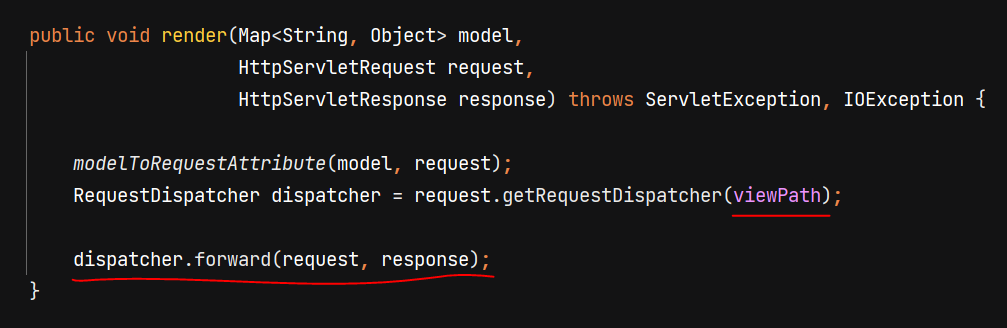 public void render(Map<String, Object> model,
HttpServletRequest request,
HttpServletResponse response) throws ServletException, IOException {
modelToRequestAttribute(model, request);
RequestDispatcher dispatcher = request.getRequestDispatcher(viewPath);
dispatcher.forward(request, response);
}